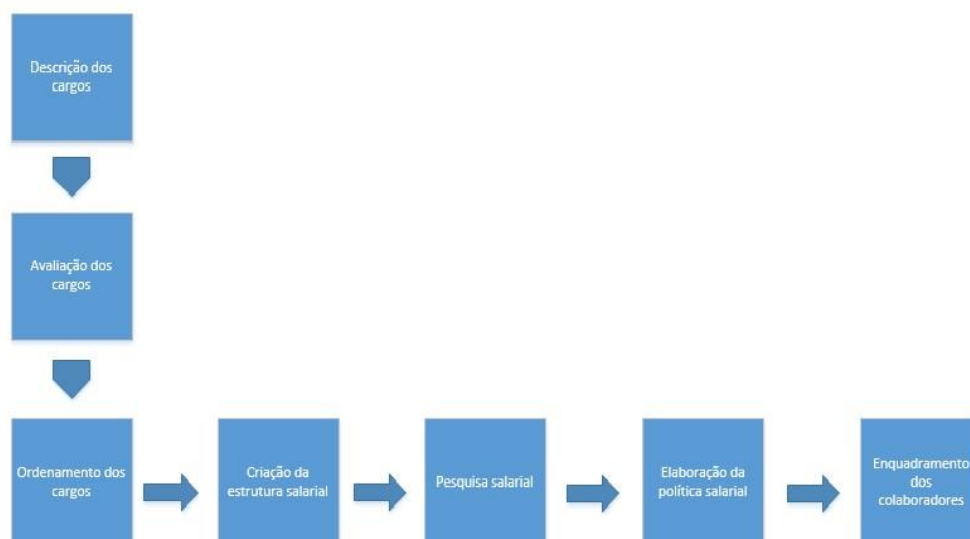 Descrição dos
cargos
Avaliação dos
cargos
Ordenamento dos
cargos
Criação da
estrutura salarial
Pesquisa salarial
Elaboração da
política salarial
Enquadramento
dos
colaboradores